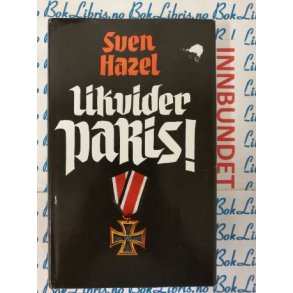 Sven
Hazel
Likvider
PARis!
INNBUNDET
BokLibris.no